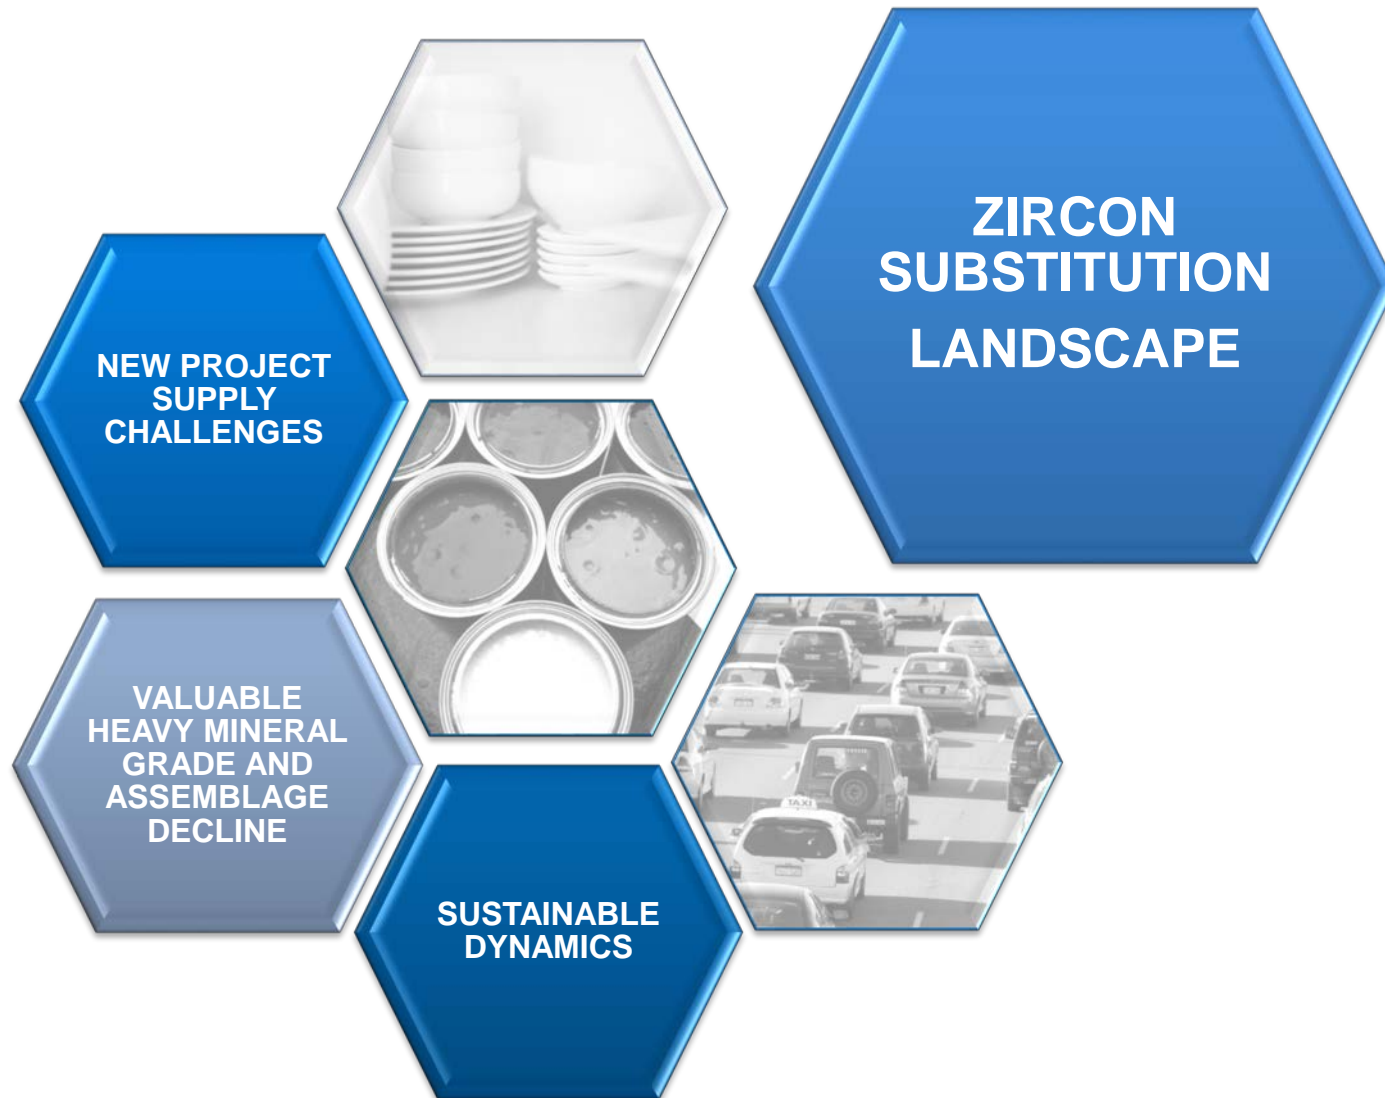 ZIRCON
SUBSTITUTION
LANDSCAPE
NEW PROJECT
SUPPLY
CHALLENGES
VALUABLE
HEAVY MINERAL
GRADE AND
ASSEMBLAGE
DECLINE
TAXI
SUSTAINABLE
DYNAMICS